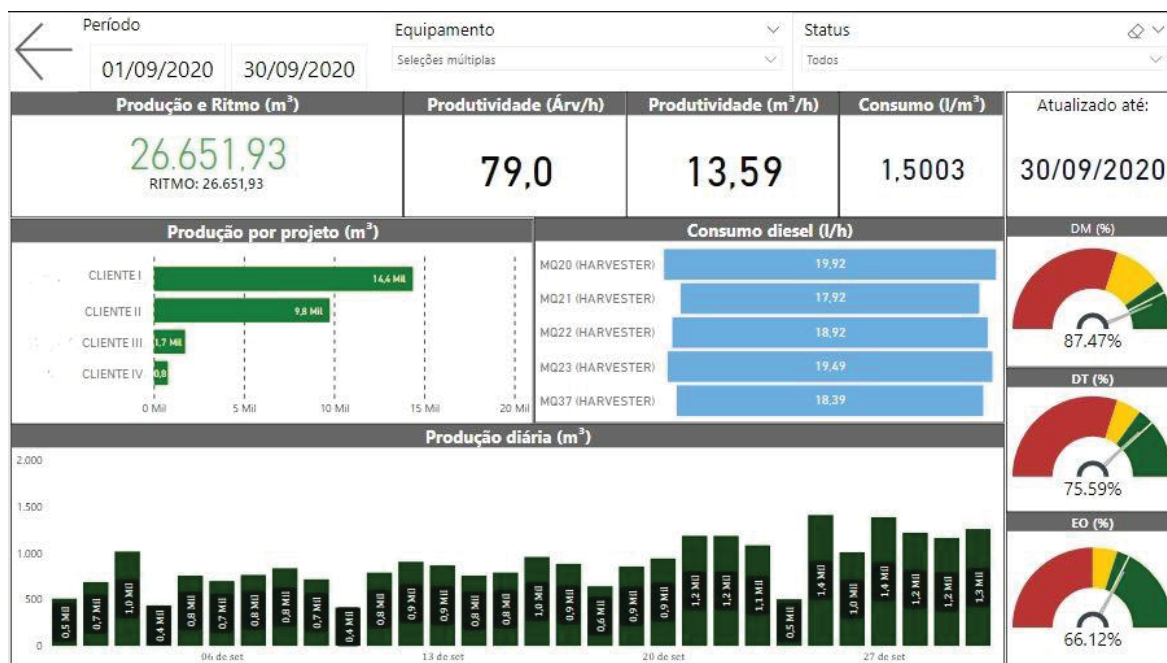 Período
01/09/2020 30/09/2020
Equipamento
Seleções múltiplas
Status
Todos
Produção e Ritmo (m³)
26.651,93
RITMO: 26.651,93
Produtividade (Árv/h)
79,0
Produtividade (m³/h)
13,59
Consumo (l/m³)
1,5003
Atualizado até:
30/09/2020
Produção por projeto (m³)
CLIENTE I 14,4 Mil
CLIENTE II 9,8 Mil
CLIENTE III 1,7 Mil
CLIENTE IV 0,8
0 Mil 5 Mil 10 Mil 15 Mil 20 Mil
Consumo diesel (l/h)
MQ20 (HARVESTER) 19,92
MQ21 (HARVESTER) 17,92
MQ22 (HARVESTER) 18,92
MQ23 (HARVESTER) 19,49
MQ37 (HARVESTER) 18,39
DM (%)
87.47%
DT (%)
75.59%
EO (%)
66.12%
Produção diária (m³)
2.000
1.500
1.000
500
0
0,5 Mil 0,7 Mil 1,0 Mil 0,4 Mil 0,8 Mil 0,7 Mil 0,8 Mil 0,8 Mil 0,7 Mil 0,4 Mil 0,8 Mil 0,9 Mil 0,9 Mil 0,8 Mil 0,8 Mil 1,0 Mil 0,9 Mil 0,6 Mil 0,9 Mil 0,9 Mil 1,2 Mil 1,2 Mil 1,1 Mil 0,5 Mil 1,4 Mil 1,0 Mil 1,4 Mil 1,2 Mil 1,2 Mil 1,3 Mil
06 de set 13 de set 20 de set 27 de set